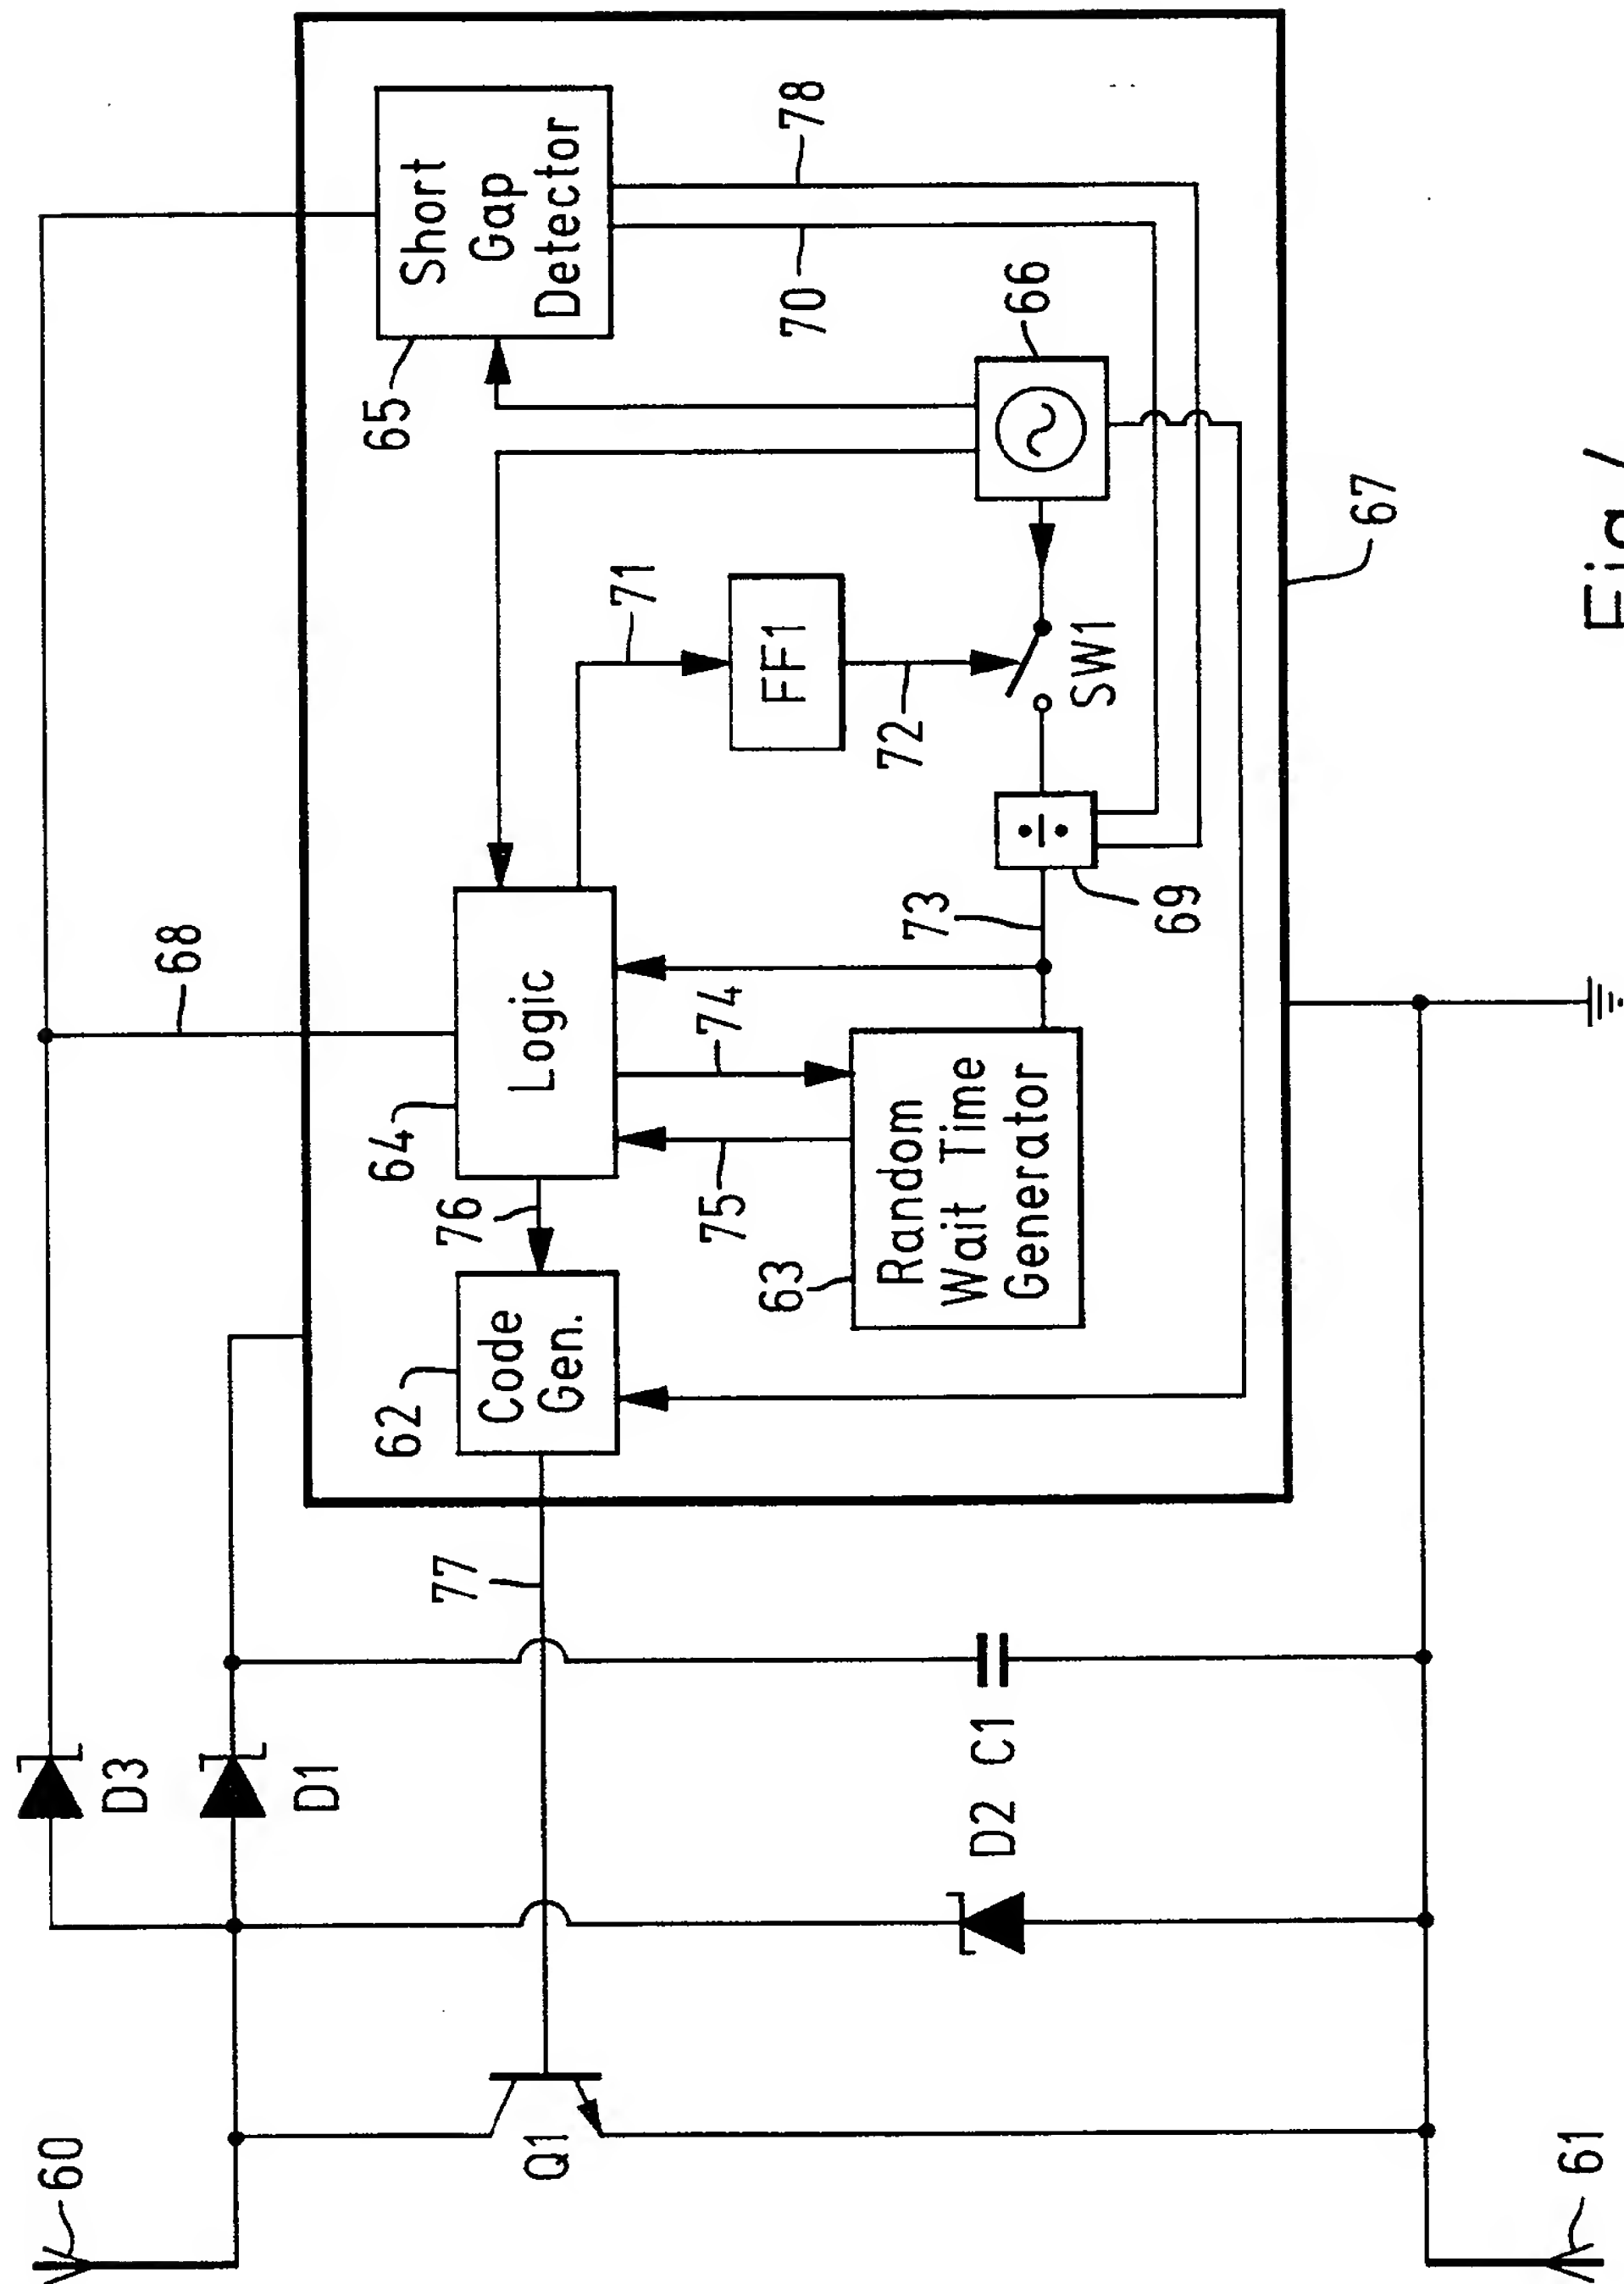 60
D3
D1
68
Short
Gap
Detector
65
78
70
66
71
FF1
72
SW1
69
73
Logic
64
74
75
76
Random
Wait Time
Generator
63
Code
Gen.
62
67
77
C1
D2
Q1
61
Fig